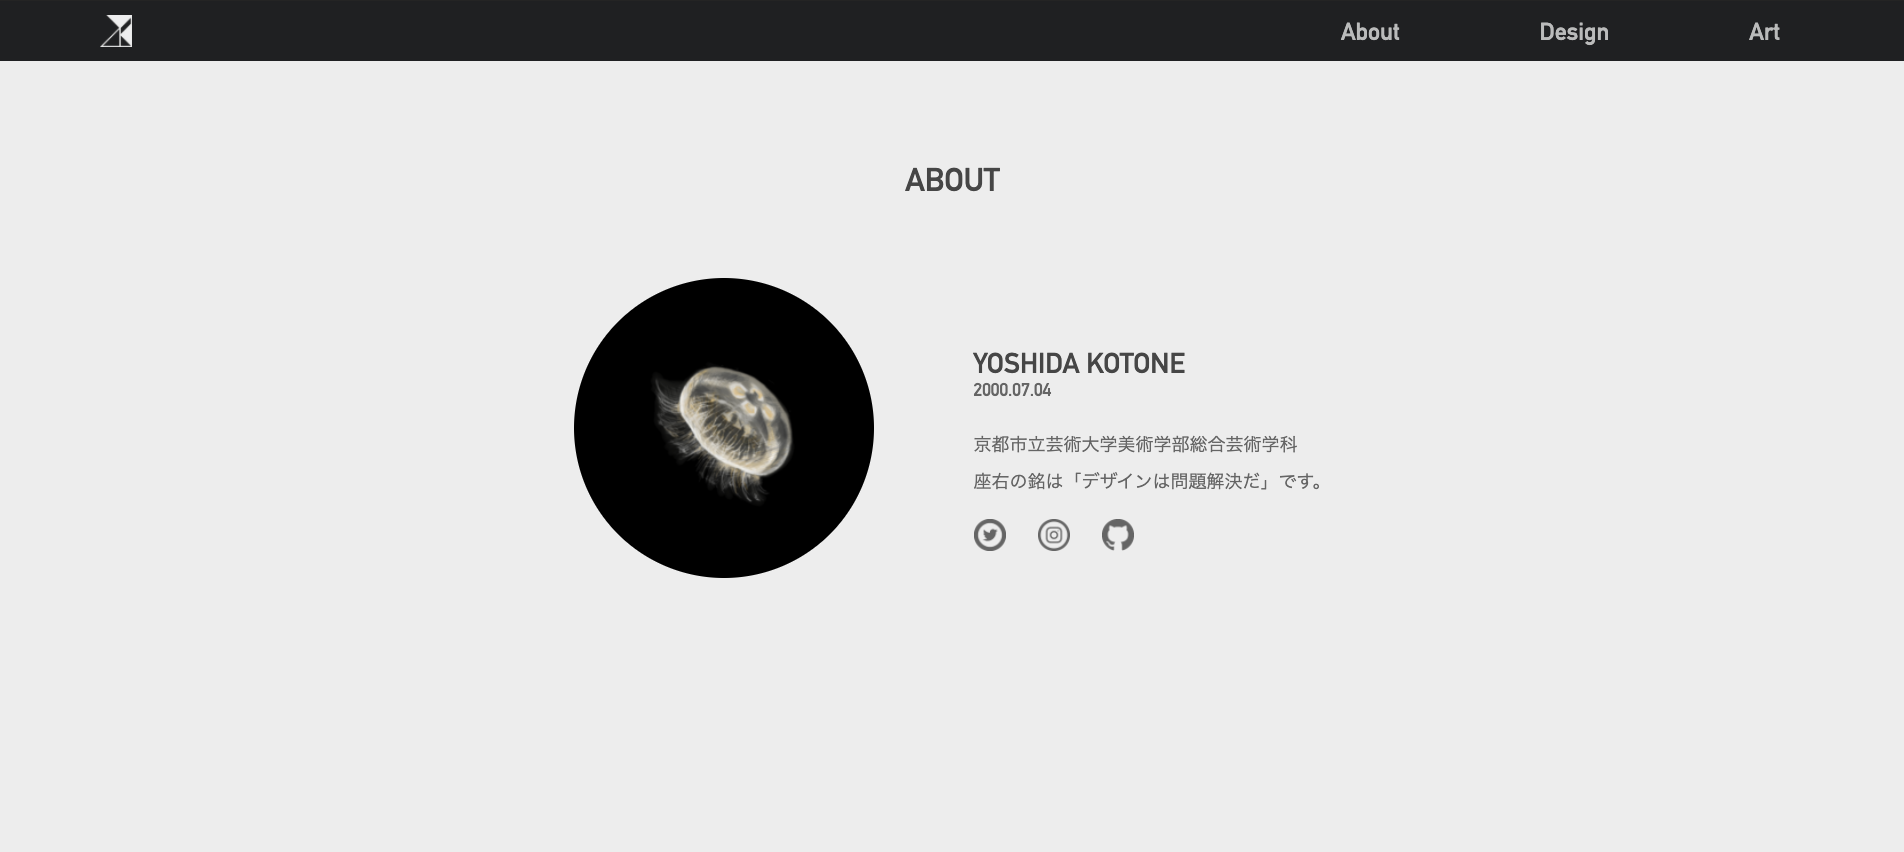 About
Design
Art
ABOUT
YOSHIDA KOTONE
2000.07.04
京都市立芸術大学美術学部総合芸術学科
座右の銘は「デザインは問題解決だ」です。